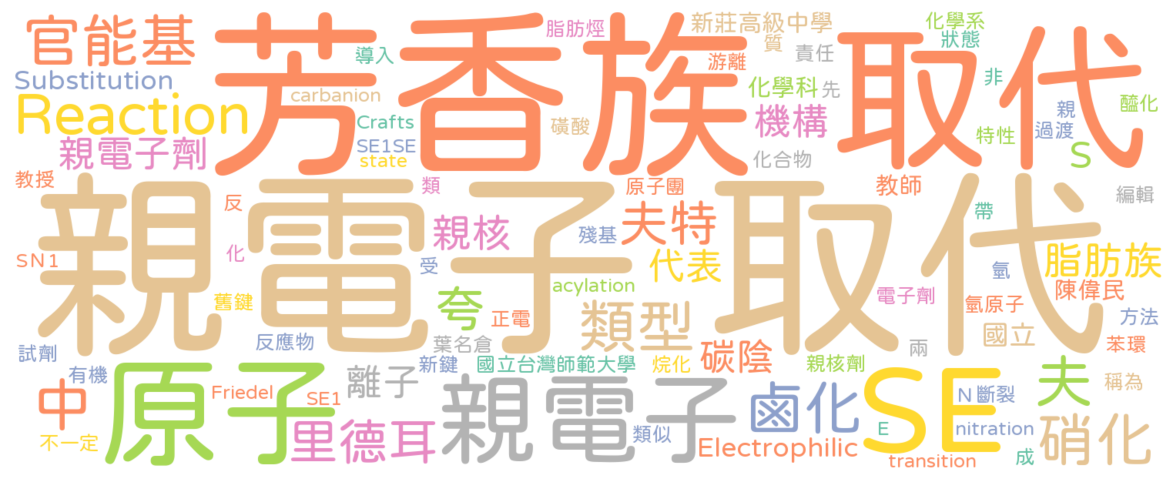 官能基
芳香族
取代
脂肪烴
新莊高級中學
化學系
狀態
質
責任
導入
游離
Substitution
carbanion
化學科
先
非
醯化
Reaction
Crafts
磺酸
機構
親
過渡
特性
SE1SE
親電子劑
state
化合物
S
教授
類
原子團
教師
編輯
反
帶
親電子取代
親核
夫特
殘基
化
受
代表
氫
脂肪族
SN1
acylation
電子劑
氫原子
陳偉民
舊鍵
夸
正電
類型
國立
方法
試劑
反應物
葉名倉
兩
苯環
新鍵
國立台灣師範大學
烷化
碳陰
親核劑
有機
原子
離子
親電子
鹵化
SE
夫
稱為
Friedel
SE1
N
斷裂
中
里德耳
類似
E
nitration
硝化
不一定
Electrophilic
transition
成